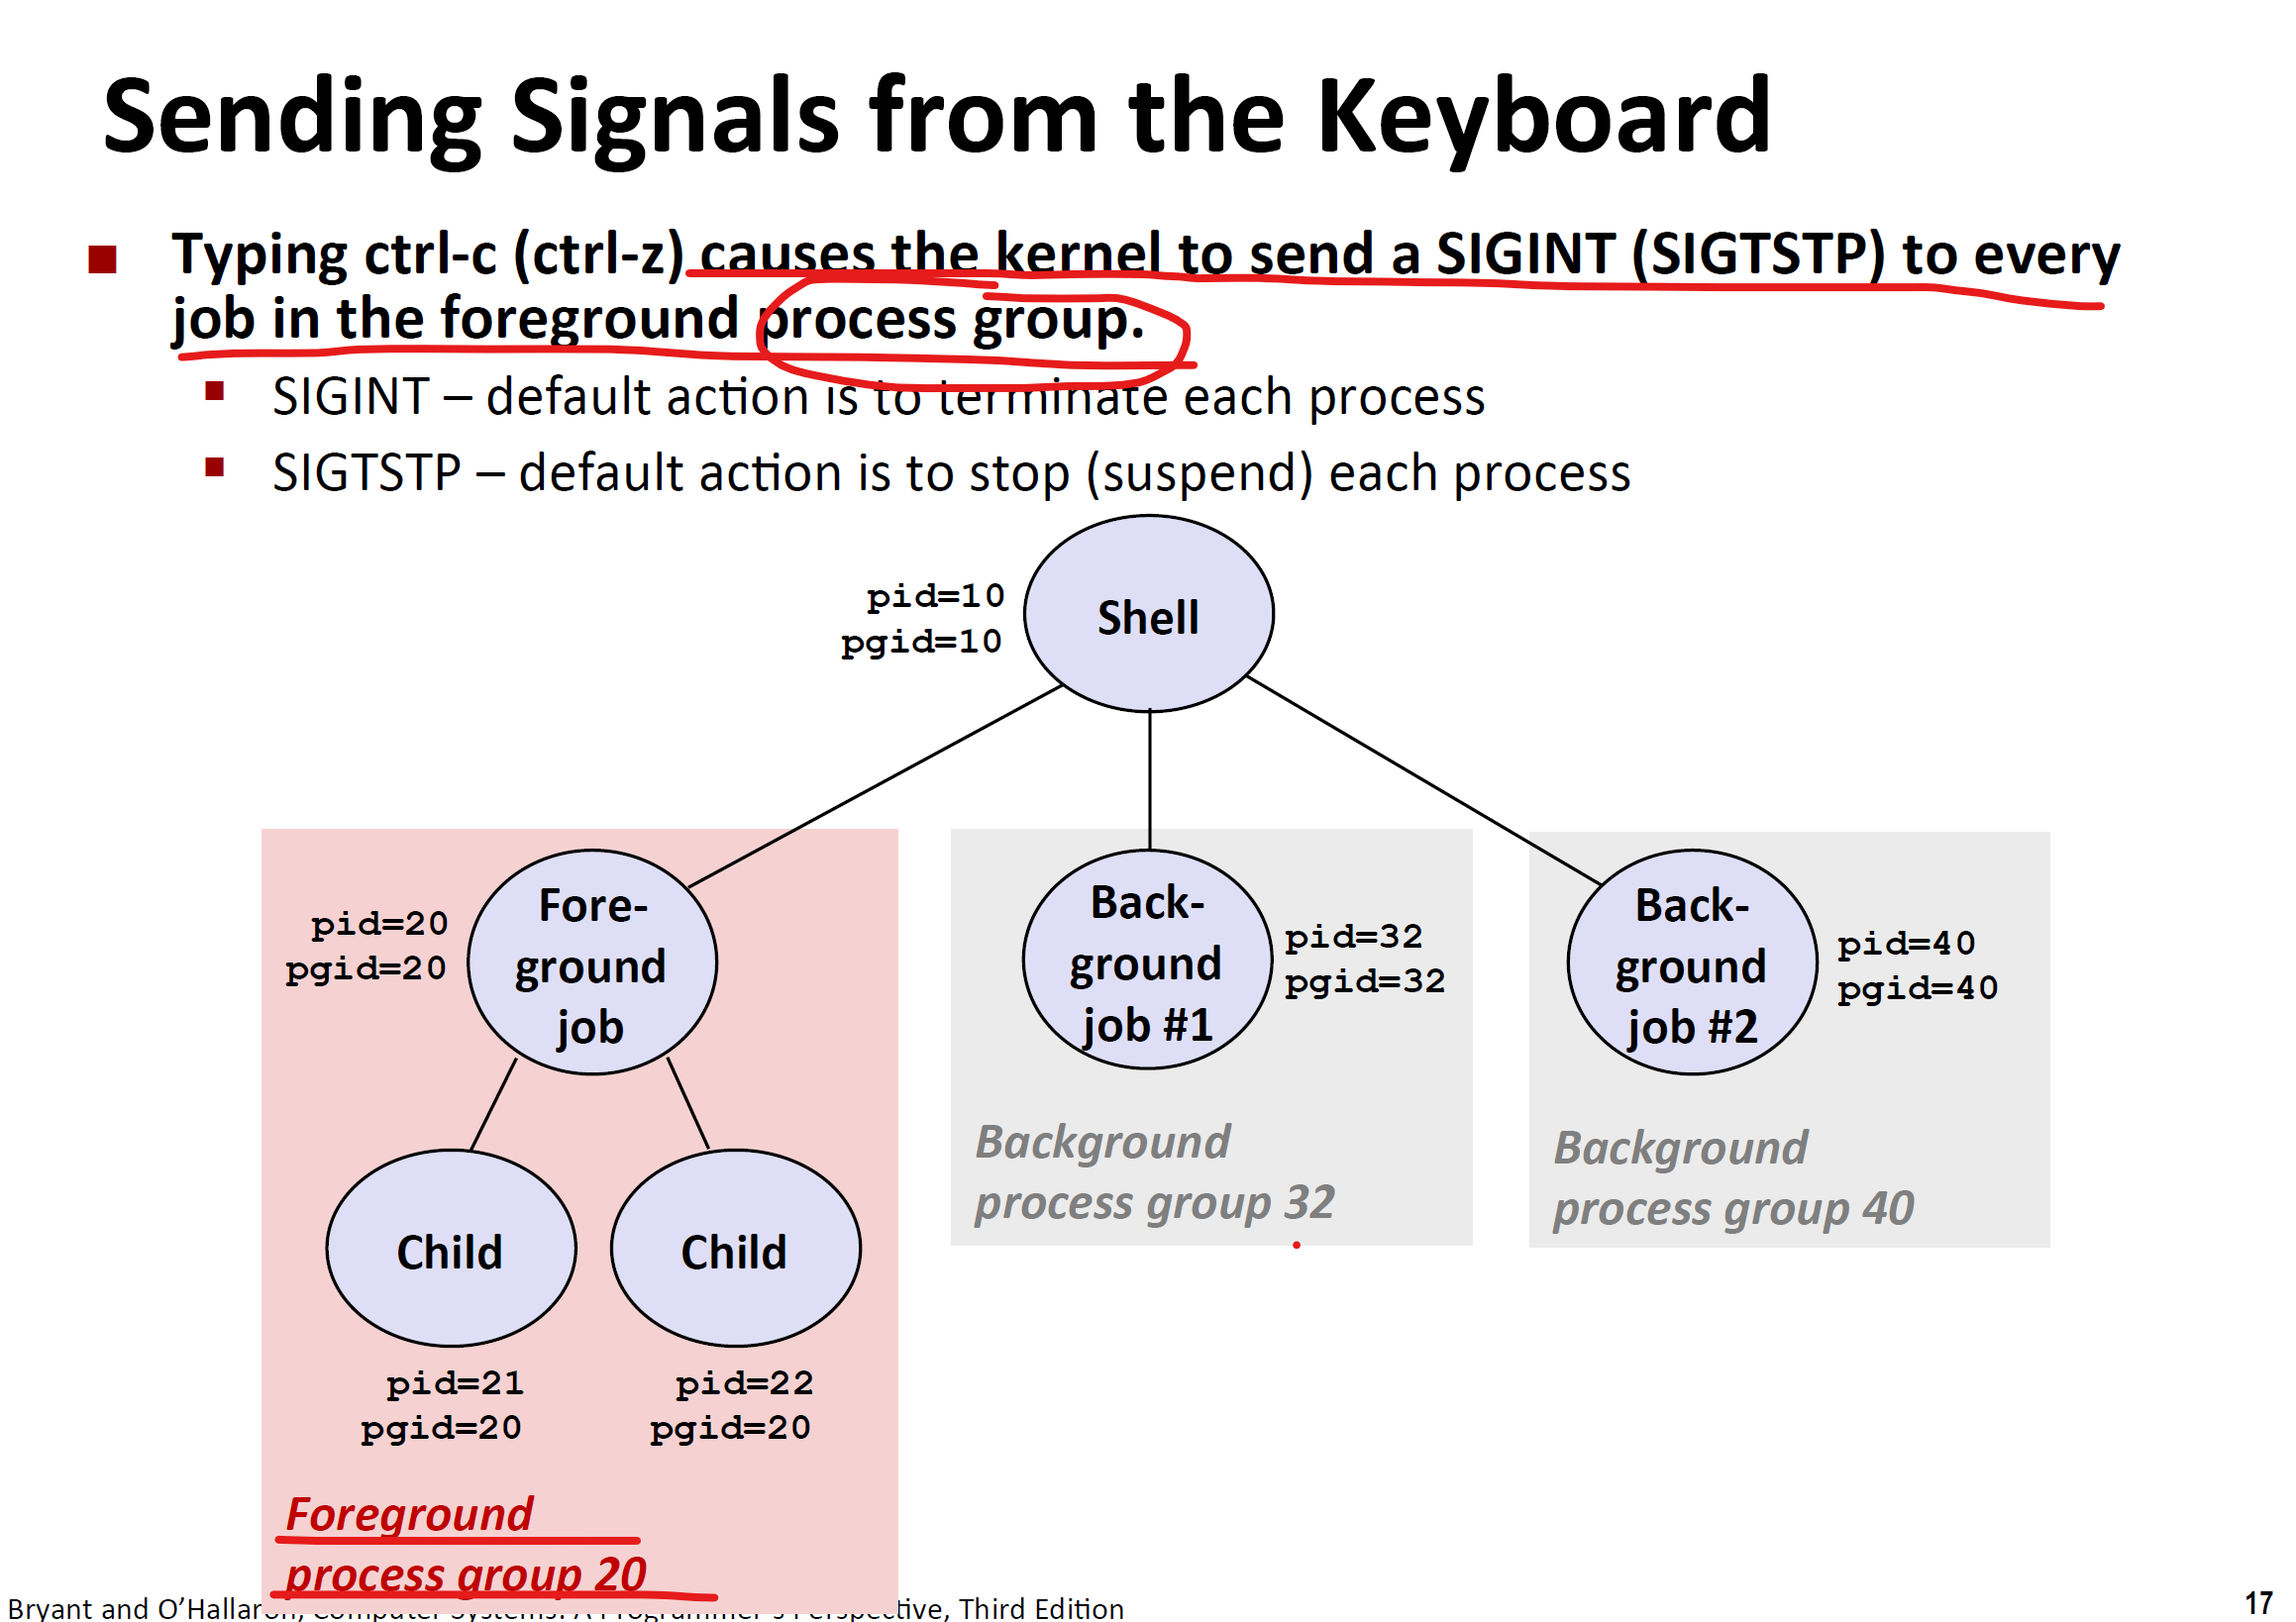 Sending Signals from the Keyboard
Typing ctrl-c (ctrl-z) causes the kernel to send a SIGINT (SIGTSTP) to every
job in the foreground process group.
SIGINT – default action is to terminate each process
SIGTSTP – default action is to stop (suspend) each process
pid=10
pgid=10
Shell
pid=20
pgid=20
Fore-
ground
job
Back-
ground
job #1
pid=32
pgid=32
Back-
ground
job #2
pid=40
pgid=40
Child
Child
pid=21
pgid=20
pid=22
pgid=20
Background
process group 32
Background
process group 40
Foreground
process group 20
Bryant and O’Hallaron, Computer Systems: A Programmer’s Perspective, Third Edition
17